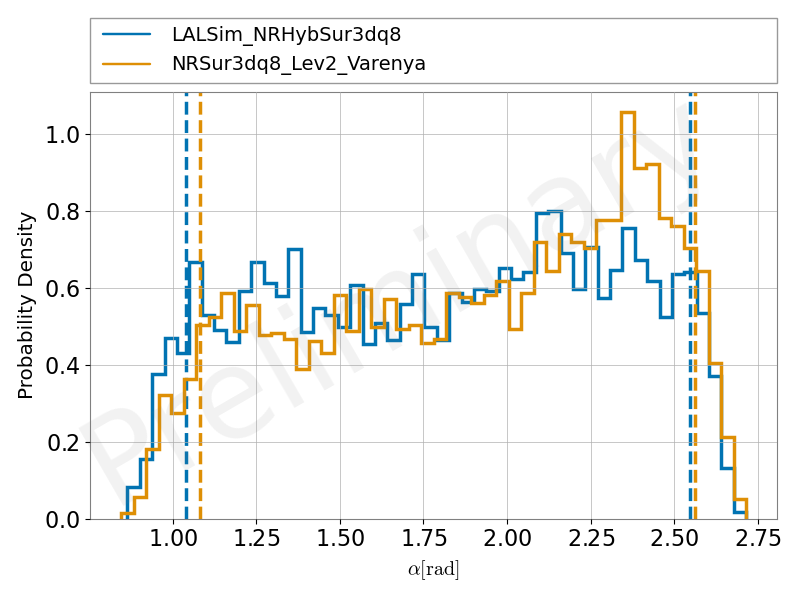 LALSim_NRHybSur3dq8
NRSur3dq8_Lev2_Varenya
Preliminary
Probability Density
1.0
0.8
0.6
0.4
0.2
0.0
1.00 1.25 1.50 1.75 2.00 2.25 2.50 2.75
α[rad]